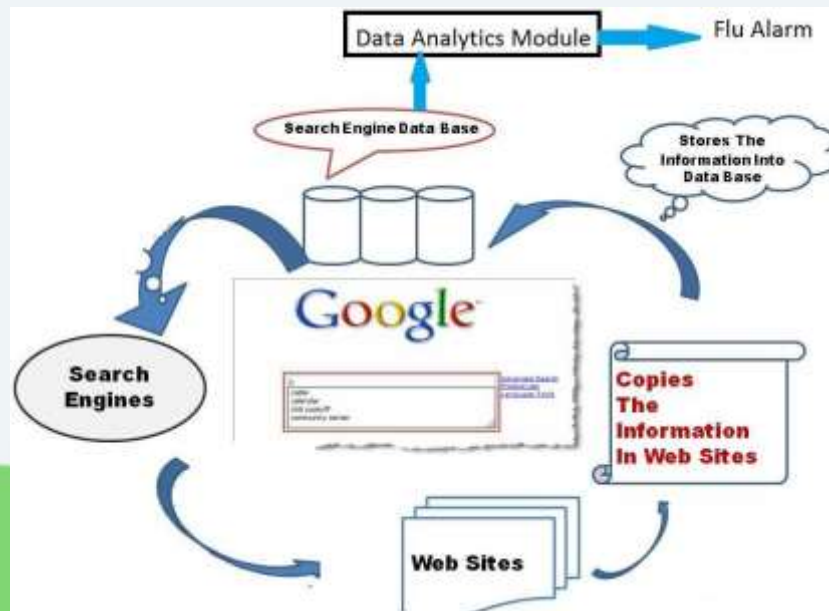 Data Analytics Module
Flu Alarm
Search Engine Data Base
Stores The
Information Into
Data Base
Google™
Search
Engines
Copies
The
Information
In Web Sites
Web Sites